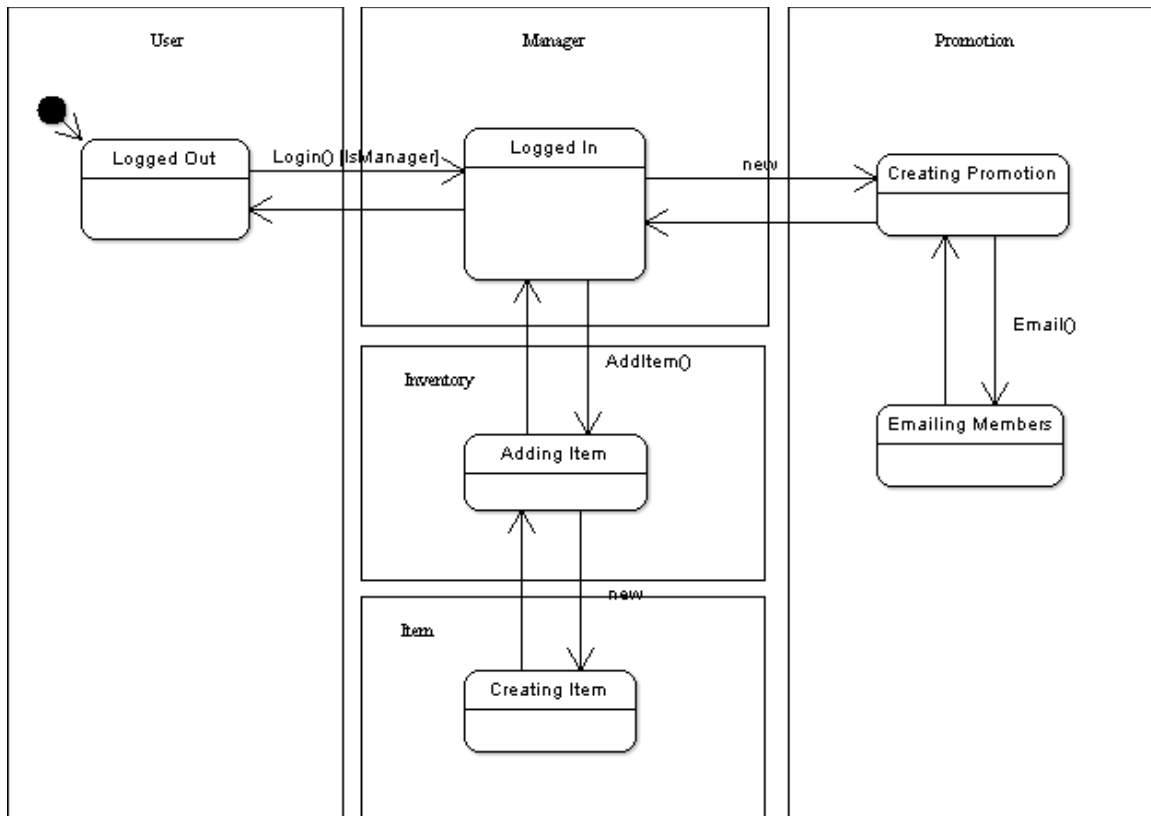 User
Manager
Promotion
Logged Out
Login() [IsManager]
Logged In
new
Creating Promotion
Email()
AddItem()
Inventory
Adding Item
Emailing Members
new
Item
Creating Item